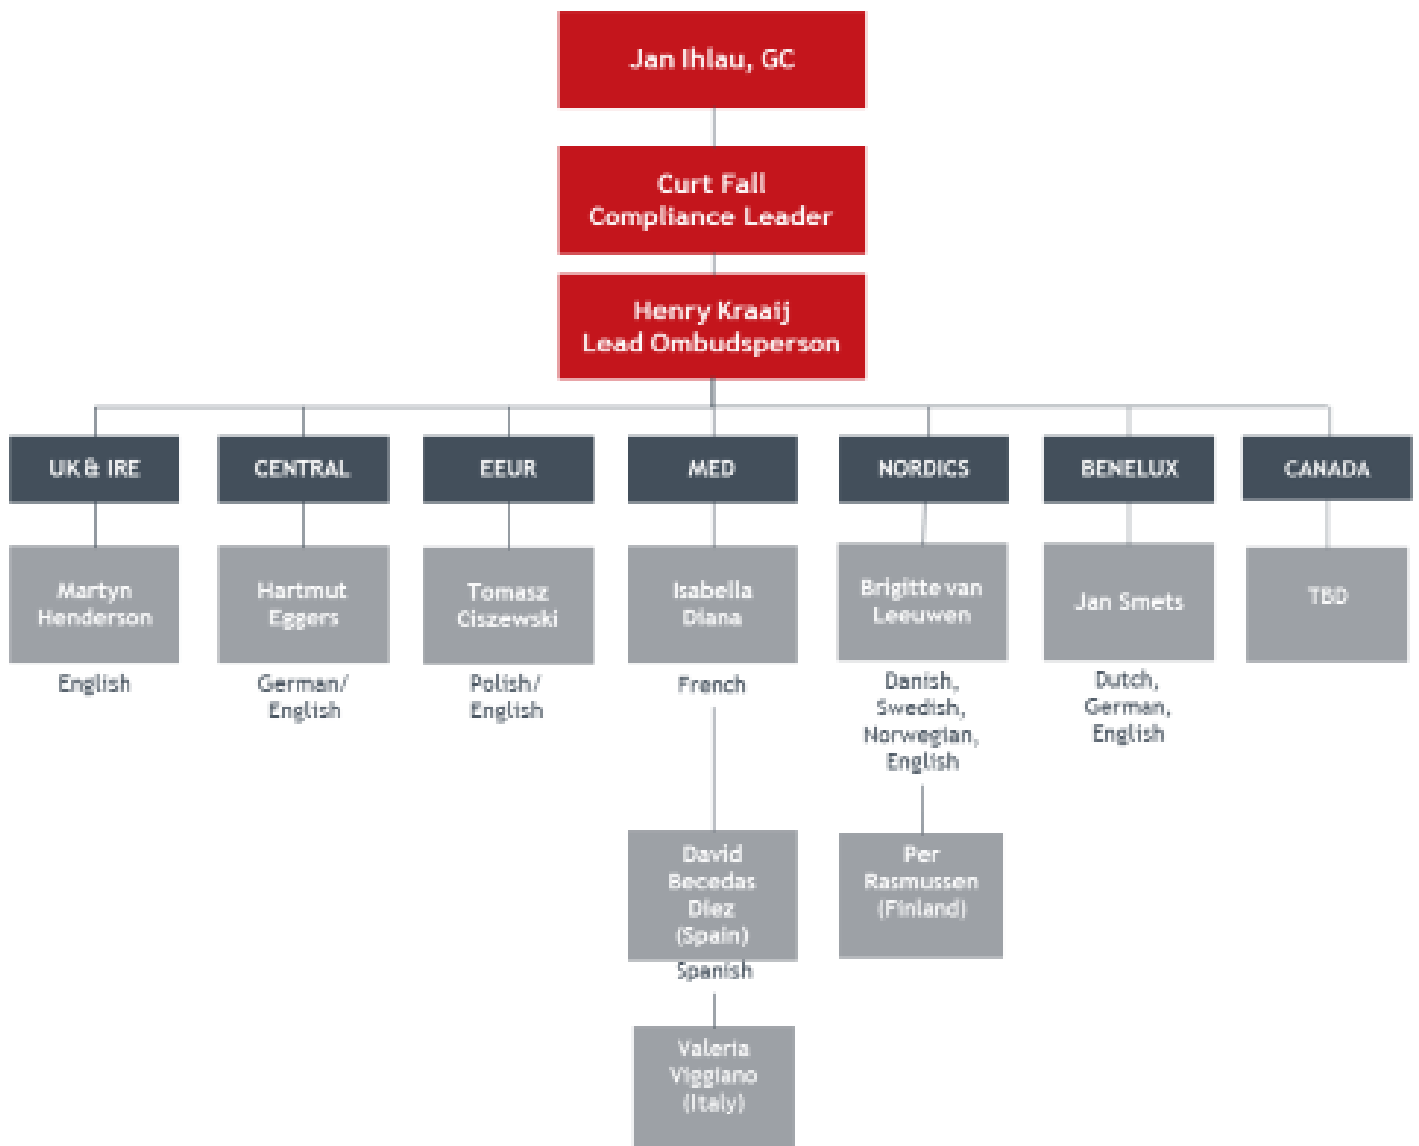 Jan Ihlau, GC
Curt Fall
Compliance Leader
Henry Kraaij
Lead Ombudsperson
UK & IRE
CENTRAL
EEUR
MED
NORDICS
BENELUX
CANADA
Martyn
Henderson
Hartmut
Eggers
Tomasz
Ciszewski
Isabella
Diana
Brigitte van
Leeuwen
Jan Smets
TBD
English
German/
English
Polish/
English
French
Danish,
Swedish,
Norwegian,
English
Dutch,
German,
English
David
Becedas
Diez
(Spain)
Spanish
Per
Rasmussen
(Finland)
Valeria
Viggiano
(Italy)